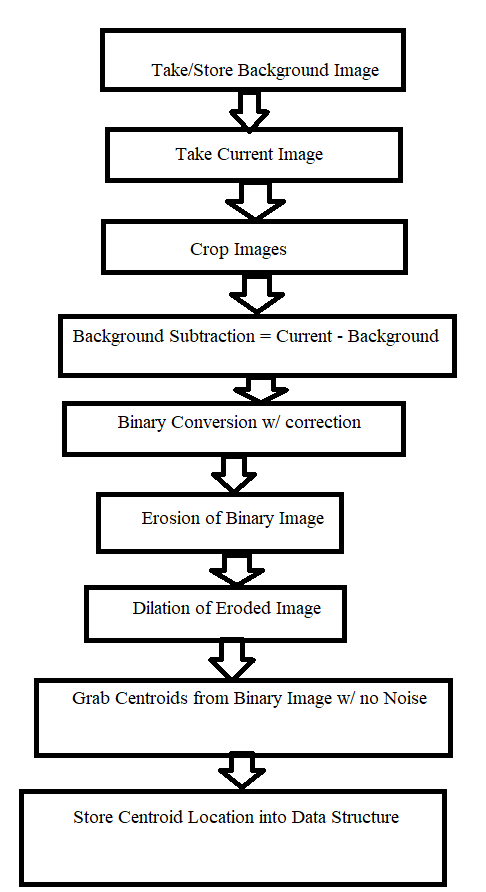 Take/Store Background Image
Take Current Image
Crop Images
Background Subtraction = Current - Background
Binary Conversion w/ correction
Erosion of Binary Image
Dilation of Eroded Image
Grab Centroids from Binary Image w/ no Noise
Store Centroid Location into Data Structure